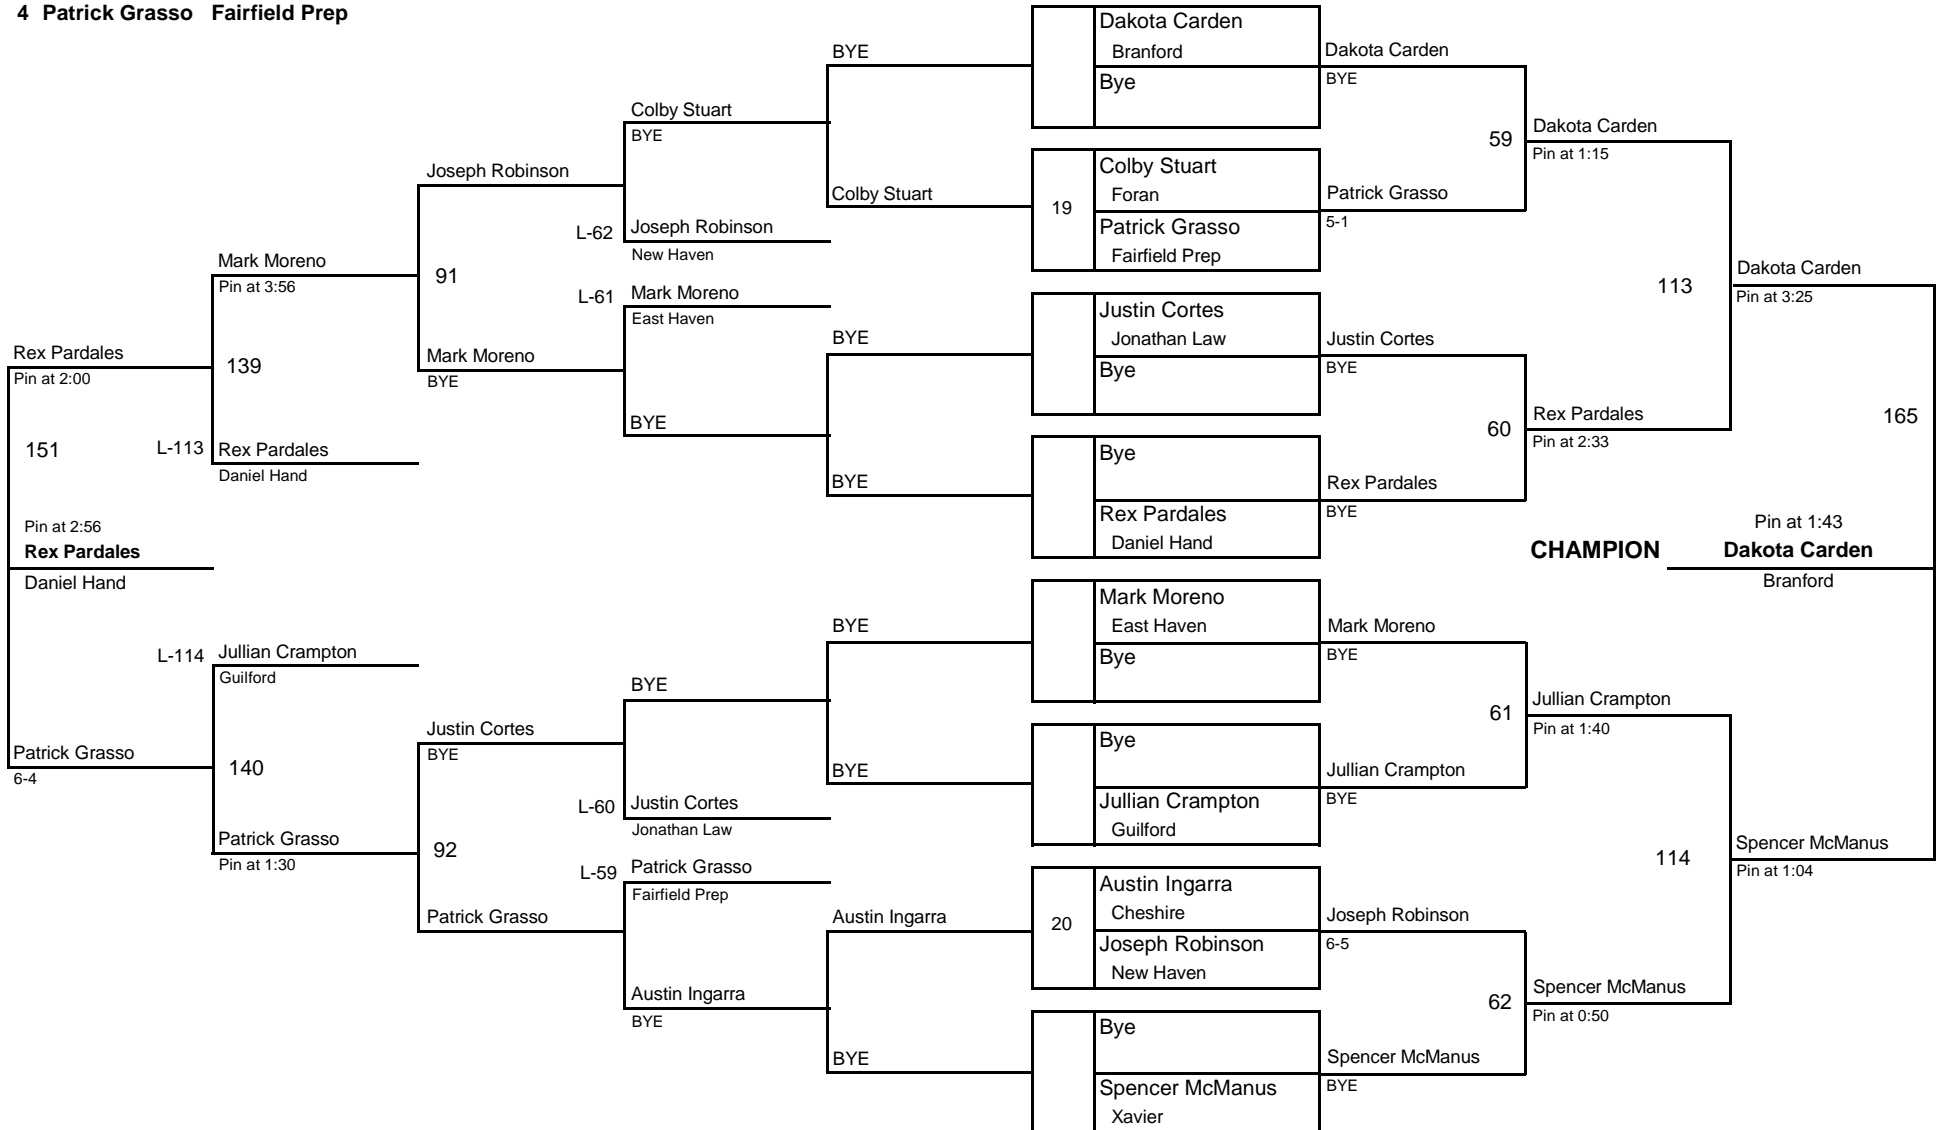 4 Patrick Grasso Fairfield Prep
Rex Pardales
Pin at 2:00
151
Pin at 2:56
Rex Pardales
Daniel Hand
Patrick Grasso
6-4
Mark Moreno
Pin at 3:56
139
L-113 Rex Pardales
Daniel Hand
L-114 Jullian Crampton
Guilford
140
Patrick Grasso
Pin at 1:30
Joseph Robinson
91
Mark Moreno
BYE
Justin Cortes
BYE
92
Patrick Grasso
Colby Stuart
BYE
L-62 Joseph Robinson
New Haven
L-61 Mark Moreno
East Haven
BYE
BYE
L-60 Justin Cortes
Jonathan Law
L-59 Patrick Grasso
Fairfield Prep
Austin Ingarra
BYE
BYE
Colby Stuart
BYE
BYE
BYE
BYE
Austin Ingarra
BYE
Dakota Carden
Branford
Bye
19
Colby Stuart
Foran
Patrick Grasso
Fairfield Prep
Justin Cortes
Jonathan Law
Bye
Bye
Rex Pardales
Daniel Hand
Mark Moreno
East Haven
Bye
Bye
Jullian Crampton
Guilford
20
Austin Ingarra
Cheshire
Joseph Robinson
New Haven
Bye
Spencer McManus
Xavier
Dakota Carden
BYE
59
Patrick Grasso
5-1
Justin Cortes
BYE
60
Rex Pardales
BYE
Mark Moreno
BYE
61
Jullian Crampton
BYE
Joseph Robinson
6-5
62
Spencer McManus
BYE
Dakota Carden
Pin at 1:15
113
Rex Pardales
Pin at 2:33
Jullian Crampton
Pin at 1:40
114
Spencer McManus
Pin at 0:50
Dakota Carden
Pin at 3:25
165
Pin at 1:43
CHAMPION Dakota Carden
Branford
Spencer McManus
Pin at 1:04